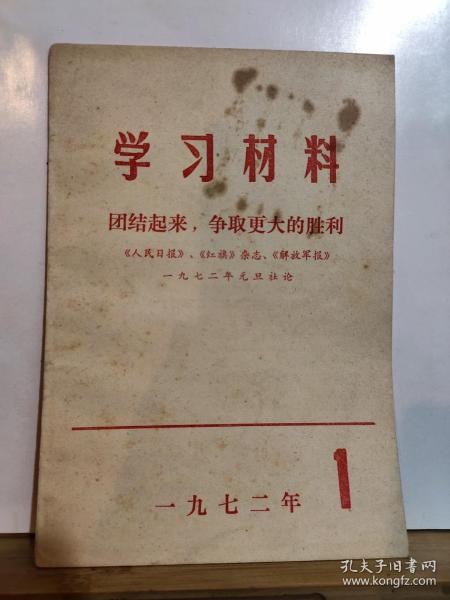 学习材料
团结起来，争取更大的胜利
《人民日报》、《红旗》杂志、《解放军报》
一九七二年元旦社论
一九七二年 1
孔夫子旧书网
www.kongfz.com